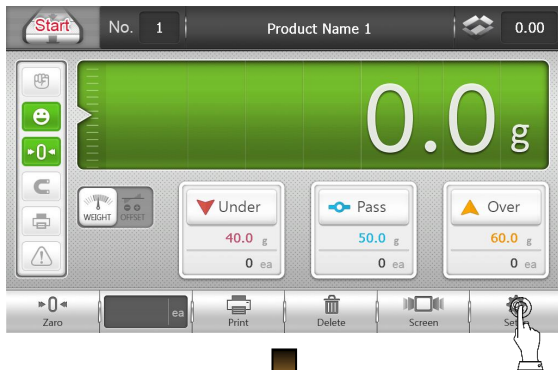 Start
No. 1
Product Name 1
0.00
0.0 g
WEIGHT OFFSET
Under
40.0 g
0 ea
Pass
50.0 g
0 ea
Over
60.0 g
0 ea
▶0◀
Zaro
ea
Print
Delete
Screen